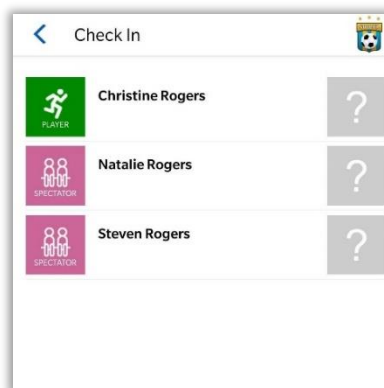 Check In
Christine Rogers
PLAYER
?
Natalie Rogers
SPECTATOR
?
Steven Rogers
SPECTATOR
?